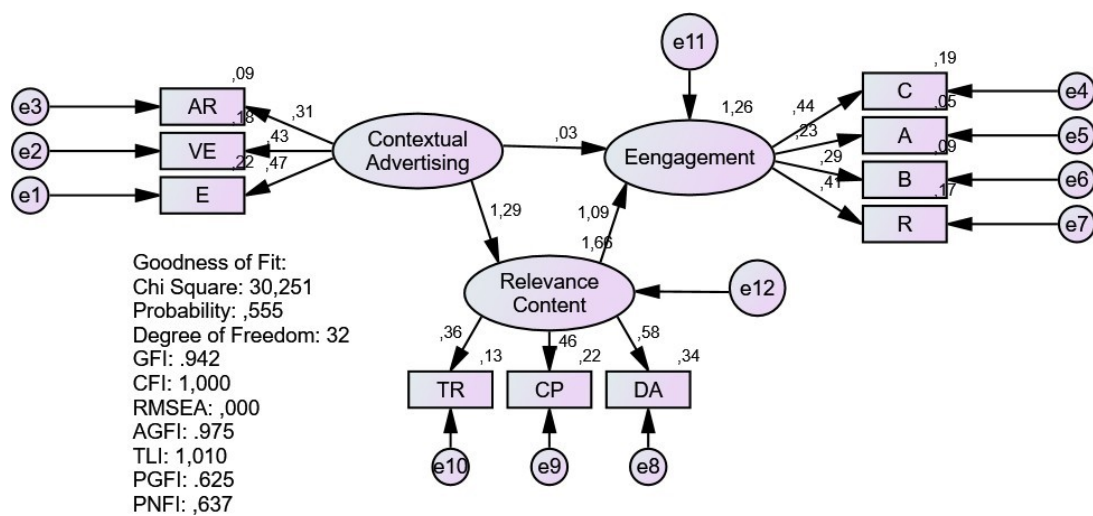 e11
,19
,09
1,26
,44
C
e4
e3
AR
,31
,05
,18
,23
A
e5
,43
Contextual
Advertising
,03
Eengagement
,09
e2
VE
,29
B
e6
,22
,47
,41
,17
e1
E
R
e7
1,29
1,09
1,66
Goodness of Fit:
Chi Square: 30,251
Probability: ,555
Degree of Freedom: 32
GFI: .942
CFI: 1,000
RMSEA: ,000
AGFI: .975
TLI: 1,010
PGFI: .625
PNFI: ,637
Relevance
Content
e12
,36
,46
,58
,13
,22
,34
TR
CP
DA
e10
e9
e8